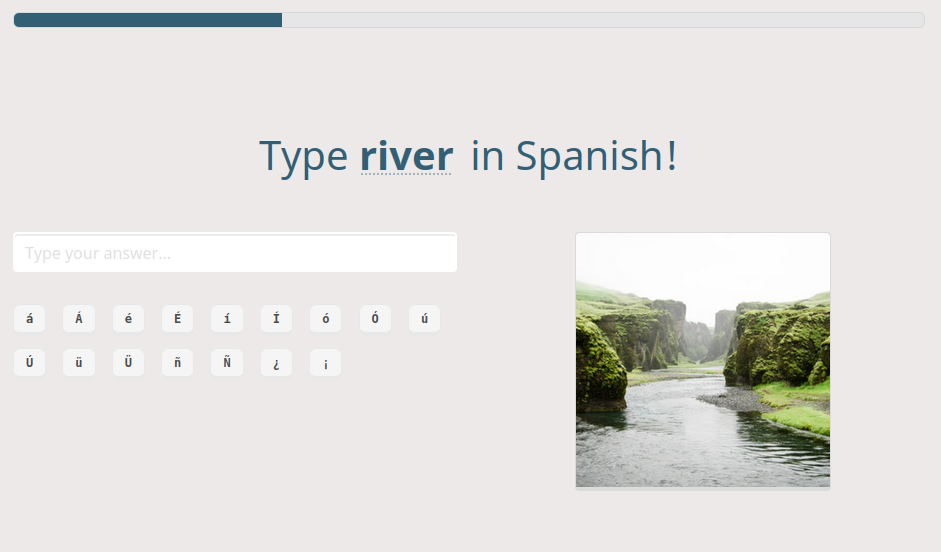 Type river in Spanish!
Type your answer...
á Á é É í Í ó Ó ú
Ú ü Ü ñ Ñ ¿ ¡